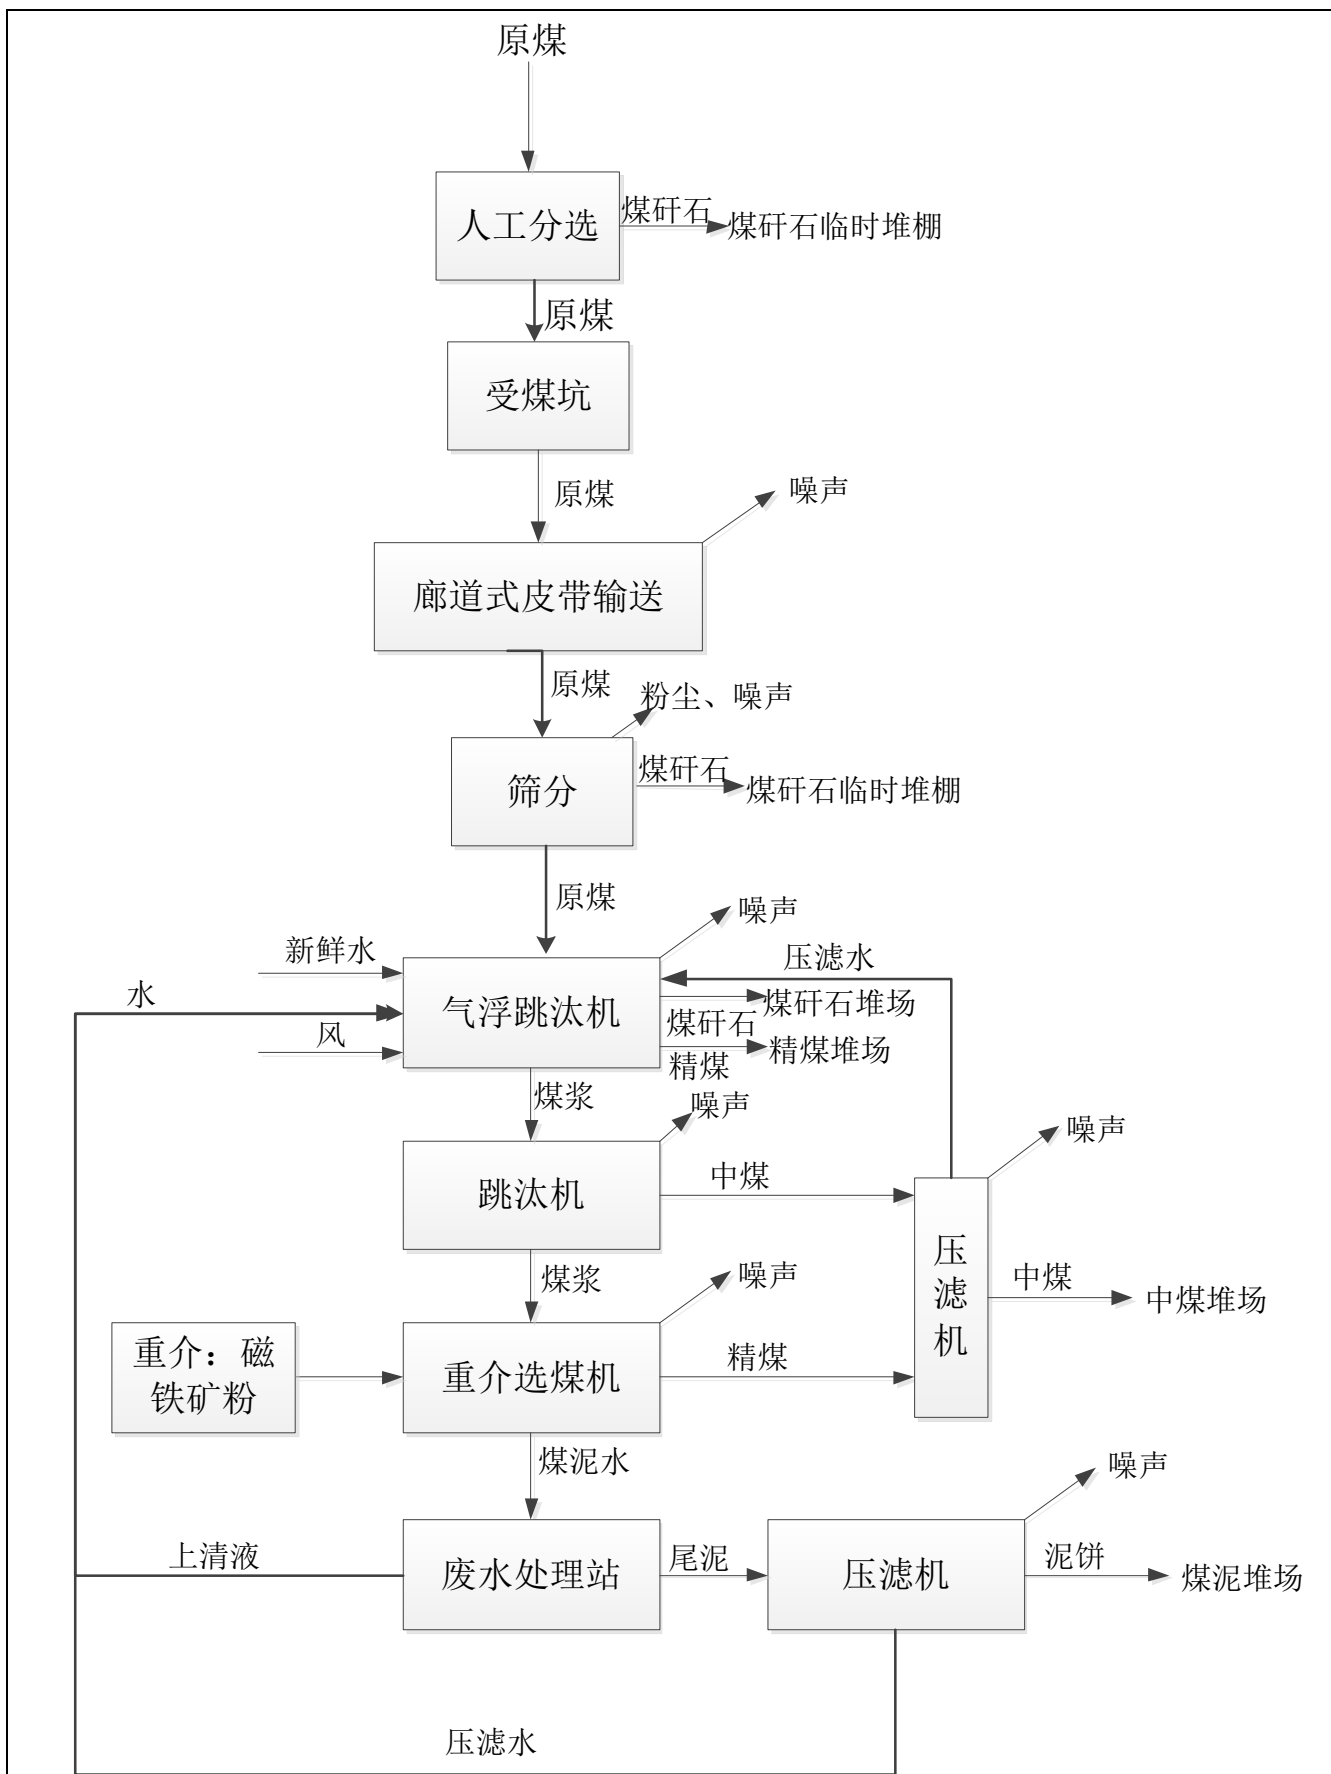 原煤
人工分选
煤矸石
煤矸石临时堆棚
原煤
受煤坑
原煤
噪声
廊道式皮带输送
原煤
粉尘、噪声
筛分
煤矸石
煤矸石临时堆棚
原煤
噪声
新鲜水
压滤水
水
气浮跳汰机
煤矸石堆场
煤矸石
风
精煤堆场
精煤
煤浆
噪声
噪声
跳汰机
中煤
压
滤
机
煤浆
噪声
中煤
中煤堆场
重介：磁
铁矿粉
重介选煤机
精煤
煤泥水
噪声
上清液
废水处理站
尾泥
压滤机
泥饼
煤泥堆场
压滤水